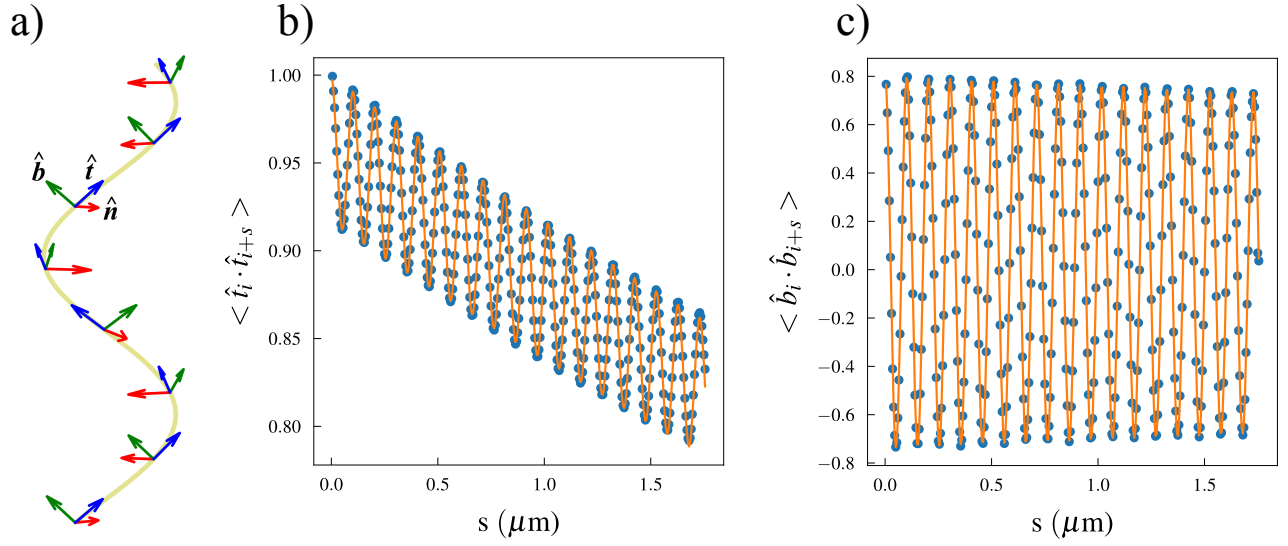 a)
b̂
t̂
n̂
b)
1.00
0.95
0.90
0.85
0.80
< t̂ᵢ · t̂ᵢ₊ₛ >
0.0
0.5
1.0
1.5
s (μm)
c)
0.8
0.6
0.4
0.2
0.0
−0.2
−0.4
−0.6
−0.8
< b̂ᵢ · b̂ᵢ₊ₛ >
0.0
0.5
1.0
1.5
s (μm)